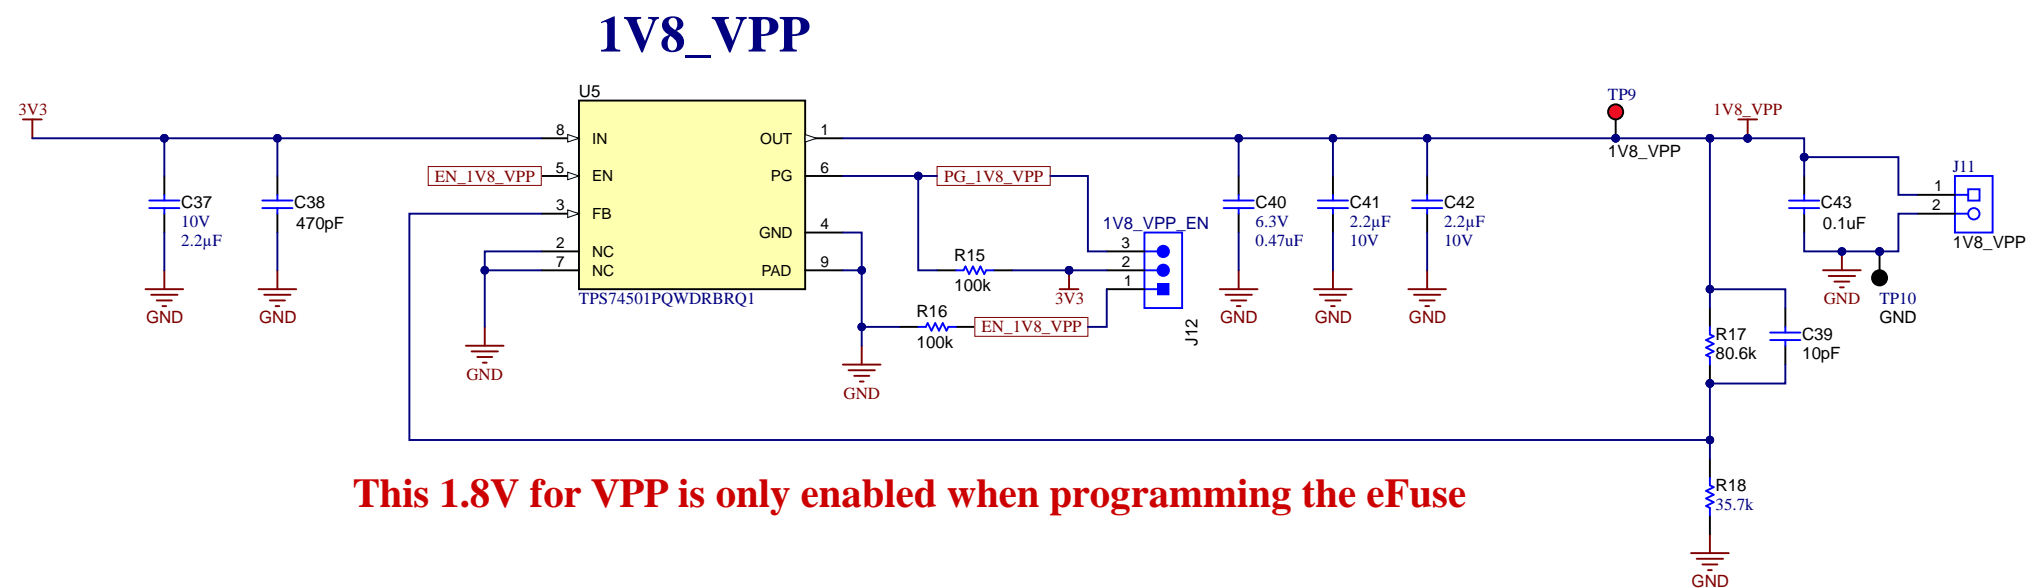 1V8_VPP
3V3
C37
10V
2.2µF
GND
C38
470pF
GND
U5
8
IN
5
EN
3
FB
2
NC
7
NC
OUT
1
PG
6
GND
4
PAD
9
TPS74501PQWDRBRQ1
EN_1V8_VPP
GND
PG_1V8_VPP
R15
100k
3V3
R16
100k
EN_1V8_VPP
GND
1V8_VPP_EN
3
2
1
J12
C40
6.3V
0.47uF
GND
C41
2.2µF
10V
GND
C42
2.2µF
10V
GND
TP9
1V8_VPP
1V8_VPP
C43
0.1uF
GND
TP10
GND
J11
1
2
1V8_VPP
R17
80.6k
C39
10pF
R18
35.7k
GND
This 1.8V for VPP is only enabled when programming the eFuse